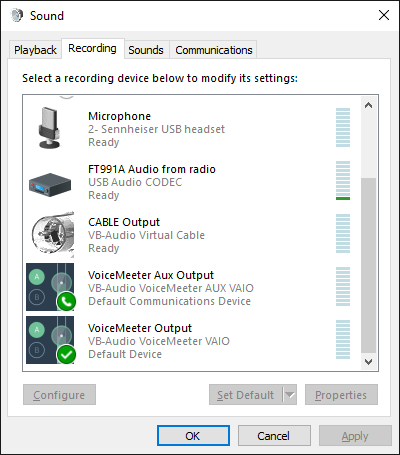 Sound
Playback Recording Sounds Communications
Select a recording device below to modify its settings:
Microphone
2- Sennheiser USB headset
Ready
FT991A Audio from radio
USB Audio CODEC
Ready
CABLE Output
VB-Audio Virtual Cable
Ready
A
B
VoiceMeeter Aux Output
VB-Audio VoiceMeeter AUX VAIO
Default Communications Device
A
B
VoiceMeeter Output
VB-Audio VoiceMeeter VAIO
Default Device
Configure Set Default Properties
OK Cancel Apply